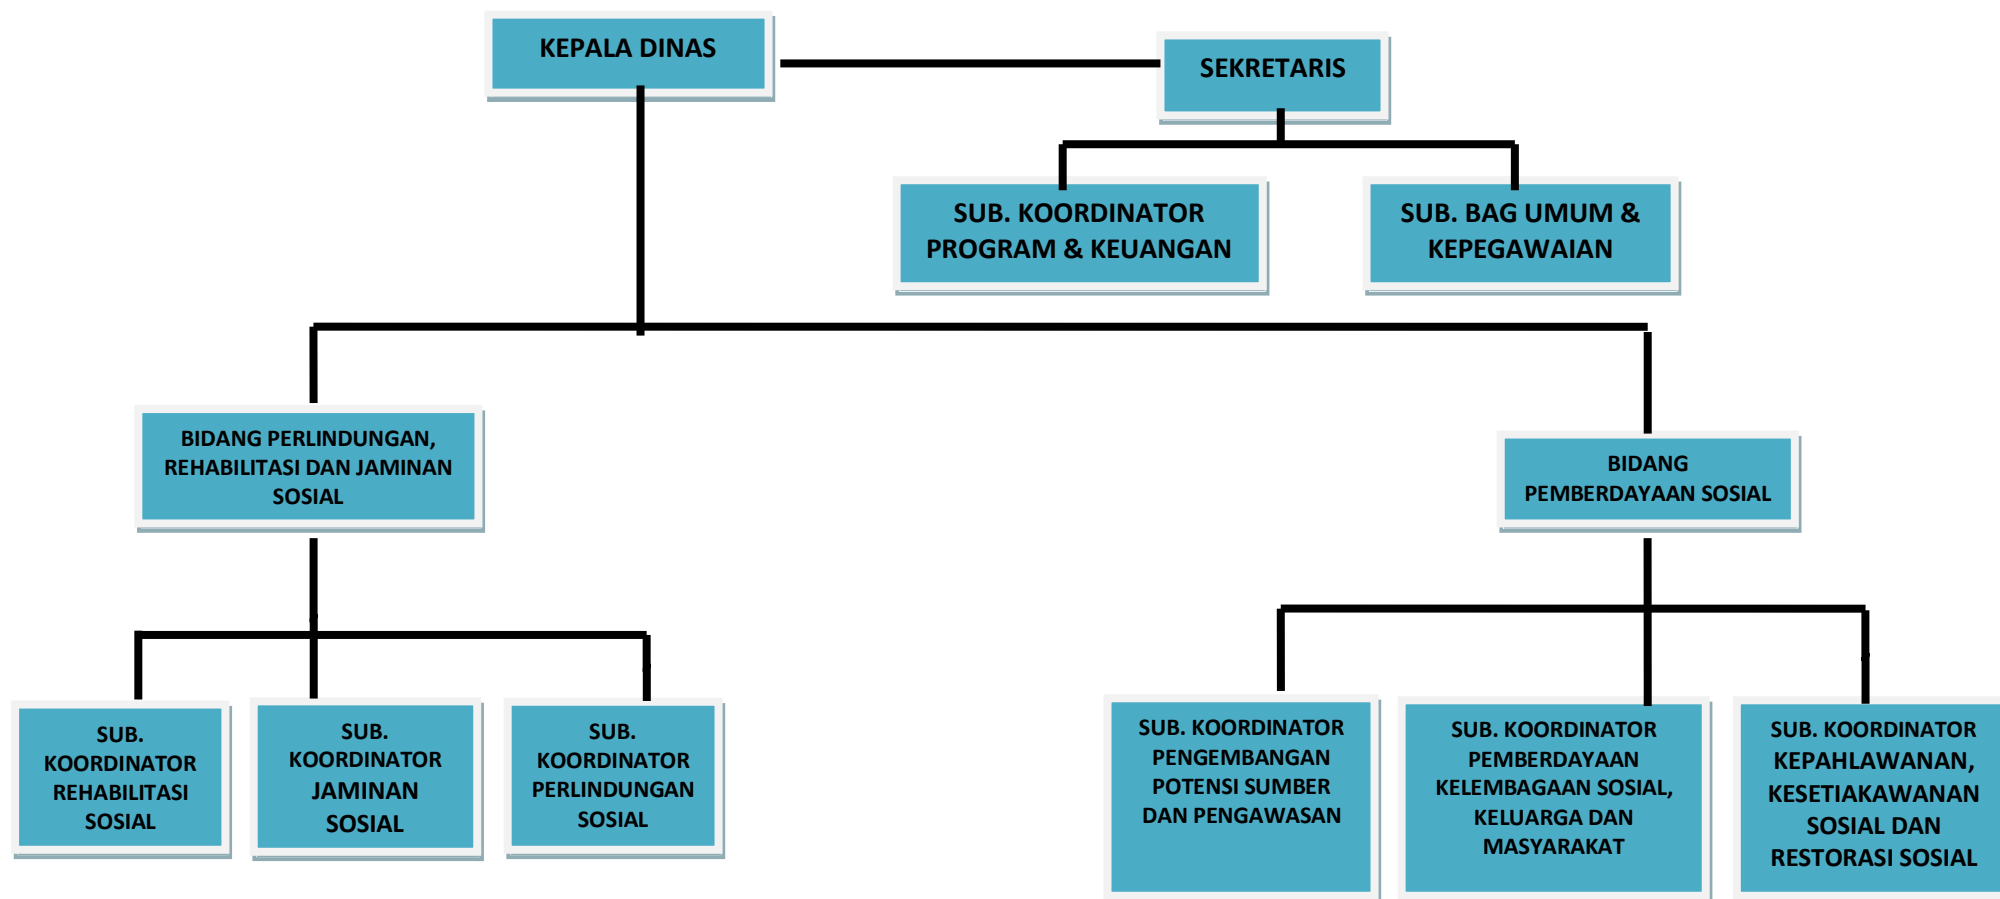 KEPALA DINAS
SEKRETARIS
SUB. KOORDINATOR
PROGRAM & KEUANGAN
SUB. BAG UMUM &
KEPEGAWAIAN
BIDANG PERLINDUNGAN,
REHABILITASI DAN JAMINAN
SOSIAL
BIDANG
PEMBERDAYAAN SOSIAL
SUB.
KOORDINATOR
REHABILITASI
SOSIAL
SUB.
KOORDINATOR
JAMINAN
SOSIAL
SUB.
KOORDINATOR
PERLINDUNGAN
SOSIAL
SUB. KOORDINATOR
PENGEMBANGAN
POTENSI SUMBER
DAN PENGAWASAN
SUB. KOORDINATOR
PEMBERDAYAAN
KELEMBAGAAN SOSIAL,
KELUARGA DAN
MASYARAKAT
SUB. KOORDINATOR
KEPAHLAWANAN,
KESETIAKAWANAN
SOSIAL DAN
RESTORASI SOSIAL